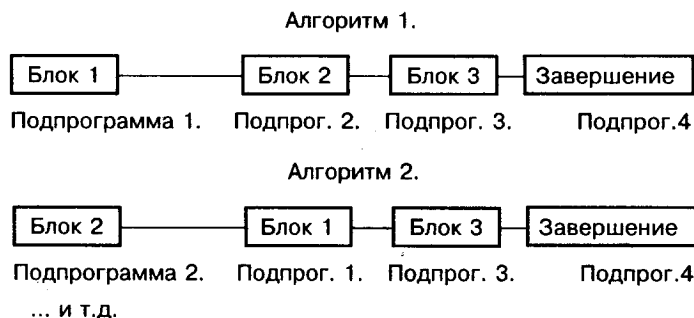 Алгоритм 1.
Блок 1 Блок 2 Блок 3 Завершение
Подпрограмма 1. Подпрог. 2. Подпрог. 3. Подпрог.4
Алгоритм 2.
Блок 2 Блок 1 Блок 3 Завершение
Подпрограмма 2. Подпрог. 1. Подпрог. 3. Подпрог.4
... и т.д.